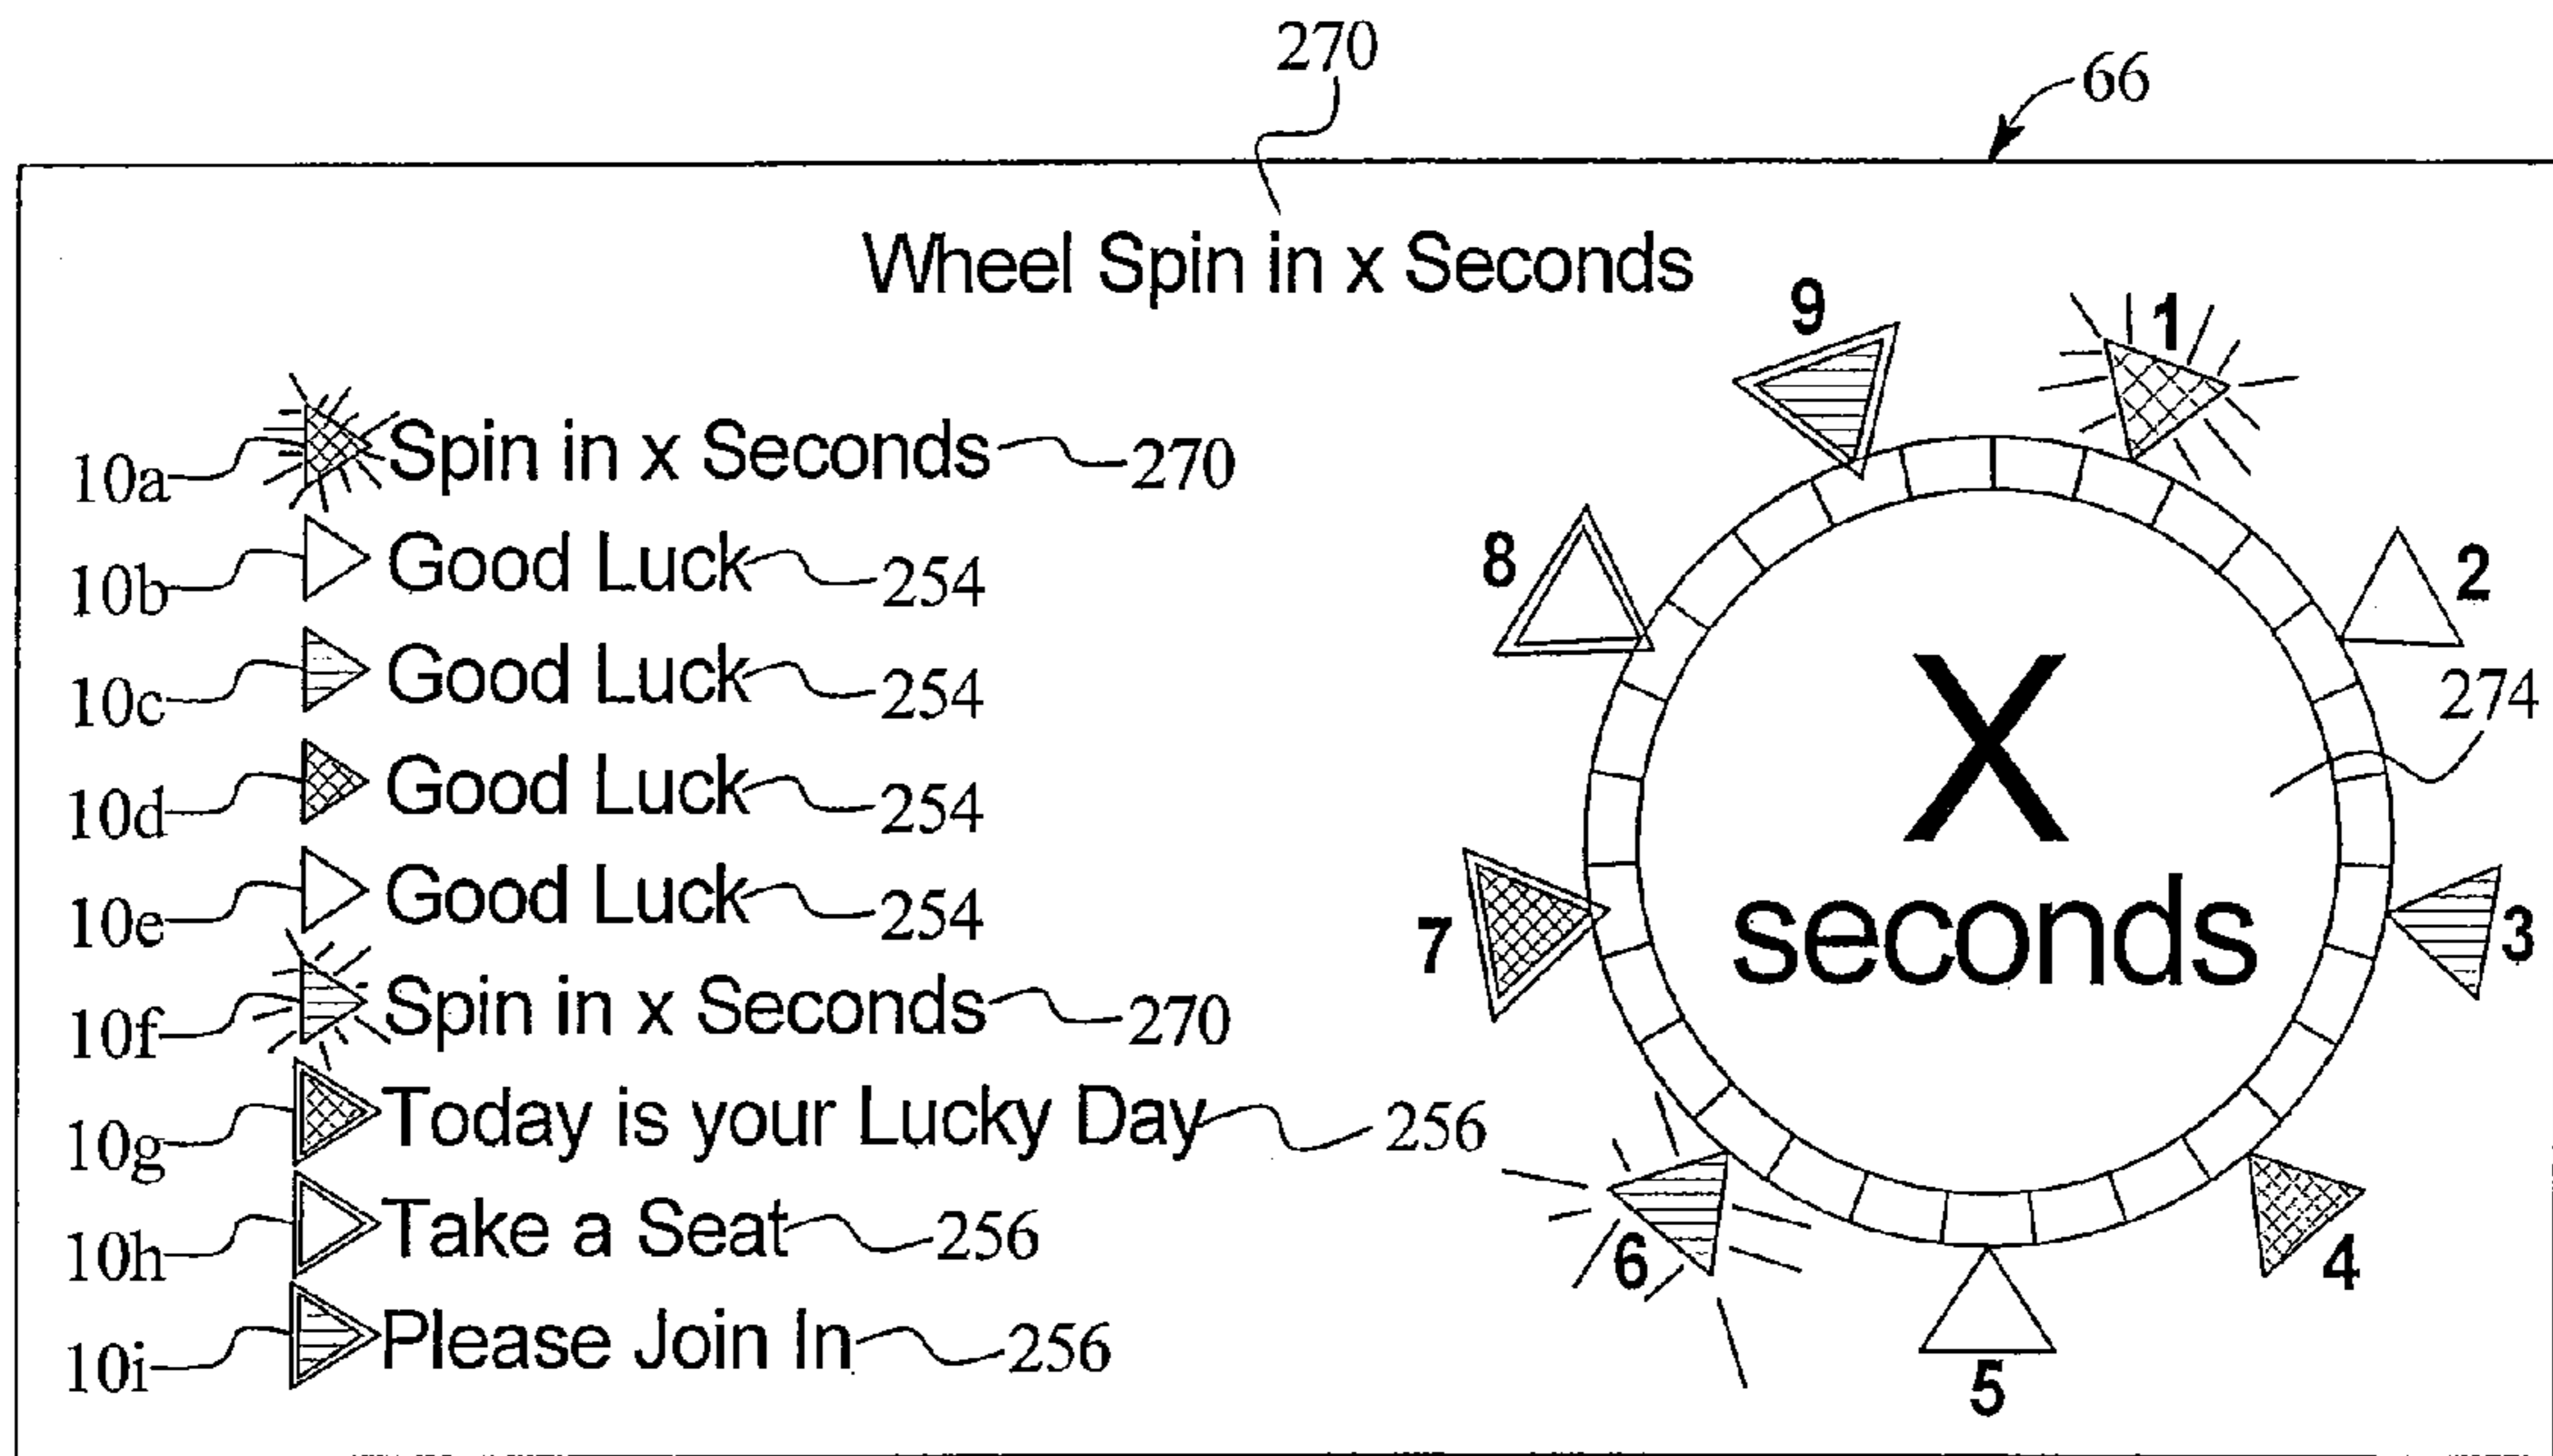 270
66
Wheel Spin in x Seconds
9 1
10a Spin in x Seconds 270
10b Good Luck 254
8 2
10c Good Luck 254
X
274
10d Good Luck 254
10e Good Luck 254
7 seconds 3
10f Spin in x Seconds 270
10g Today is your Lucky Day 256
10h Take a Seat 256
6 4
10i Please Join In 256
5